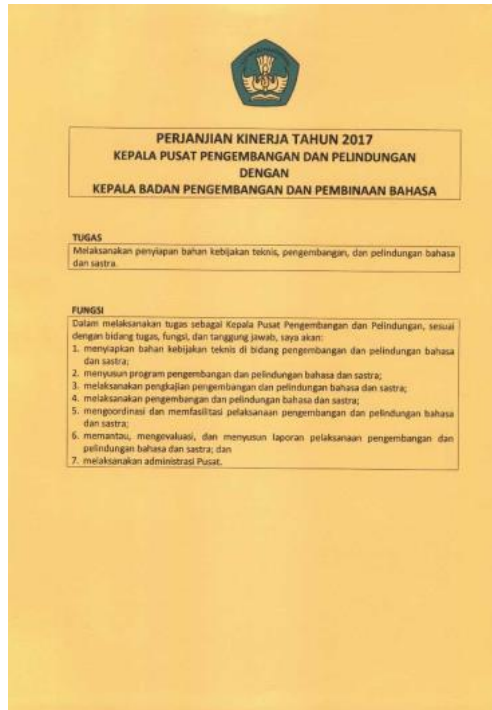 PERJANJIAN KINERJA TAHUN 2017
KEPALA PUSAT PENGEMBANGAN DAN PELINDUNGAN
DENGAN
KEPALA BADAN PENGEMBANGAN DAN PEMBINAAN BAHASA
TUGAS
Melaksanakan penyiapan bahan kebijakan teknis, pengembangan, dan pelindungan bahasa
dan sastra.
FUNGSI
Dalam melaksanakan tugas sebagai Kepala Pusat Pengembangan dan Pelindungan, sesuai
dengan bidang tugas, fungsi, dan tanggung jawab, saya akan:
1. menyiapkan bahan kebijakan teknis di bidang pengembangan dan pelindungan bahasa
dan sastra;
2. menyusun program pengembangan dan pelindungan bahasa dan sastra;
3. melaksanakan pengkajian pengembangan dan pelindungan bahasa dan sastra;
4. melaksanakan pengembangan dan pelindungan bahasa dan sastra;
5. mengoordinasi dan memfasilitasi pelaksanaan pengembangan dan pelindungan bahasa
dan sastra;
6. memantau, mengevaluasi, dan menyusun laporan pelaksanaan pengembangan dan
pelindungan bahasa dan sastra; dan
7. melaksanakan administrasi Pusat.